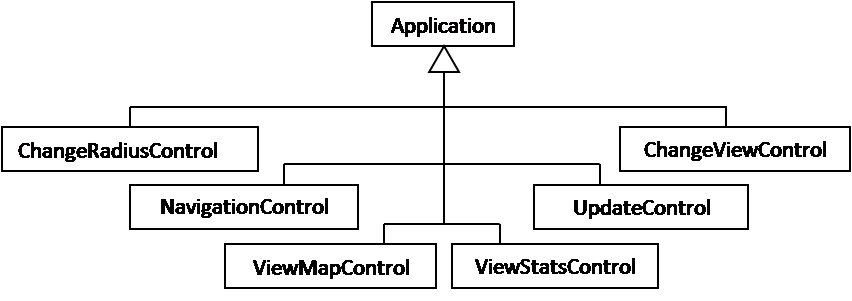 Application
ChangeRadiusControl
ChangeViewControl
NavigationControl
UpdateControl
ViewMapControl
ViewStatsControl